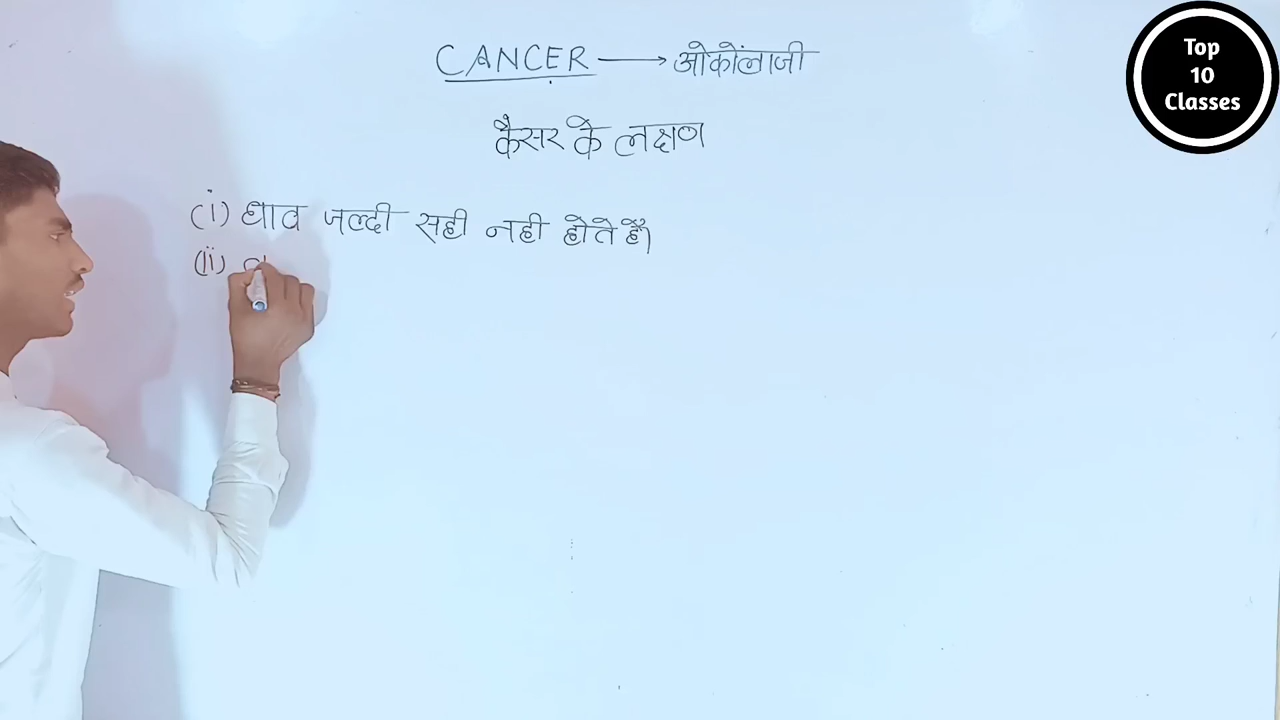 CANCER → ओकोंलाजी
कैसर के लक्षण
(i) घाव जल्दी सही नही होते हैं।
(ii)
Top
10
Classes